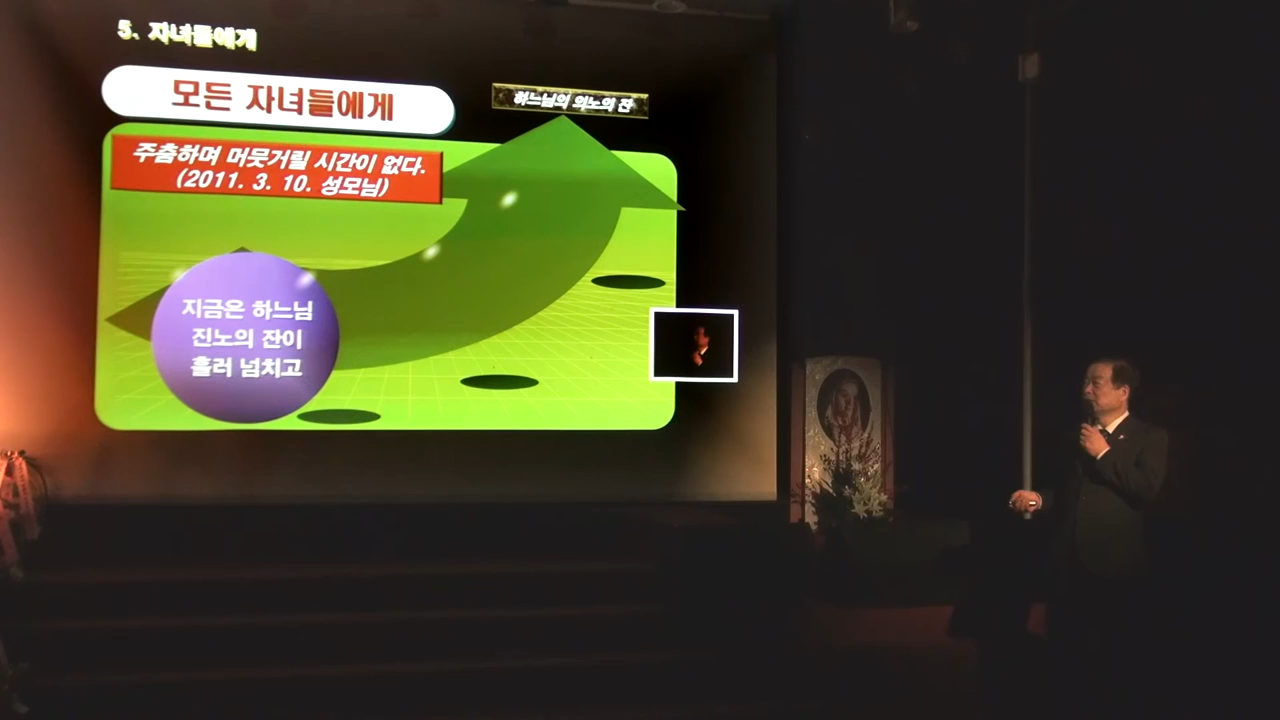 5. 자녀들에게
모든 자녀들에게
하느님의 의노의 잔
주춤하며 머뭇거릴 시간이 없다.
(2011. 3. 10. 성모님)
지금은 하느님
진노의 잔이
흘러 넘치고